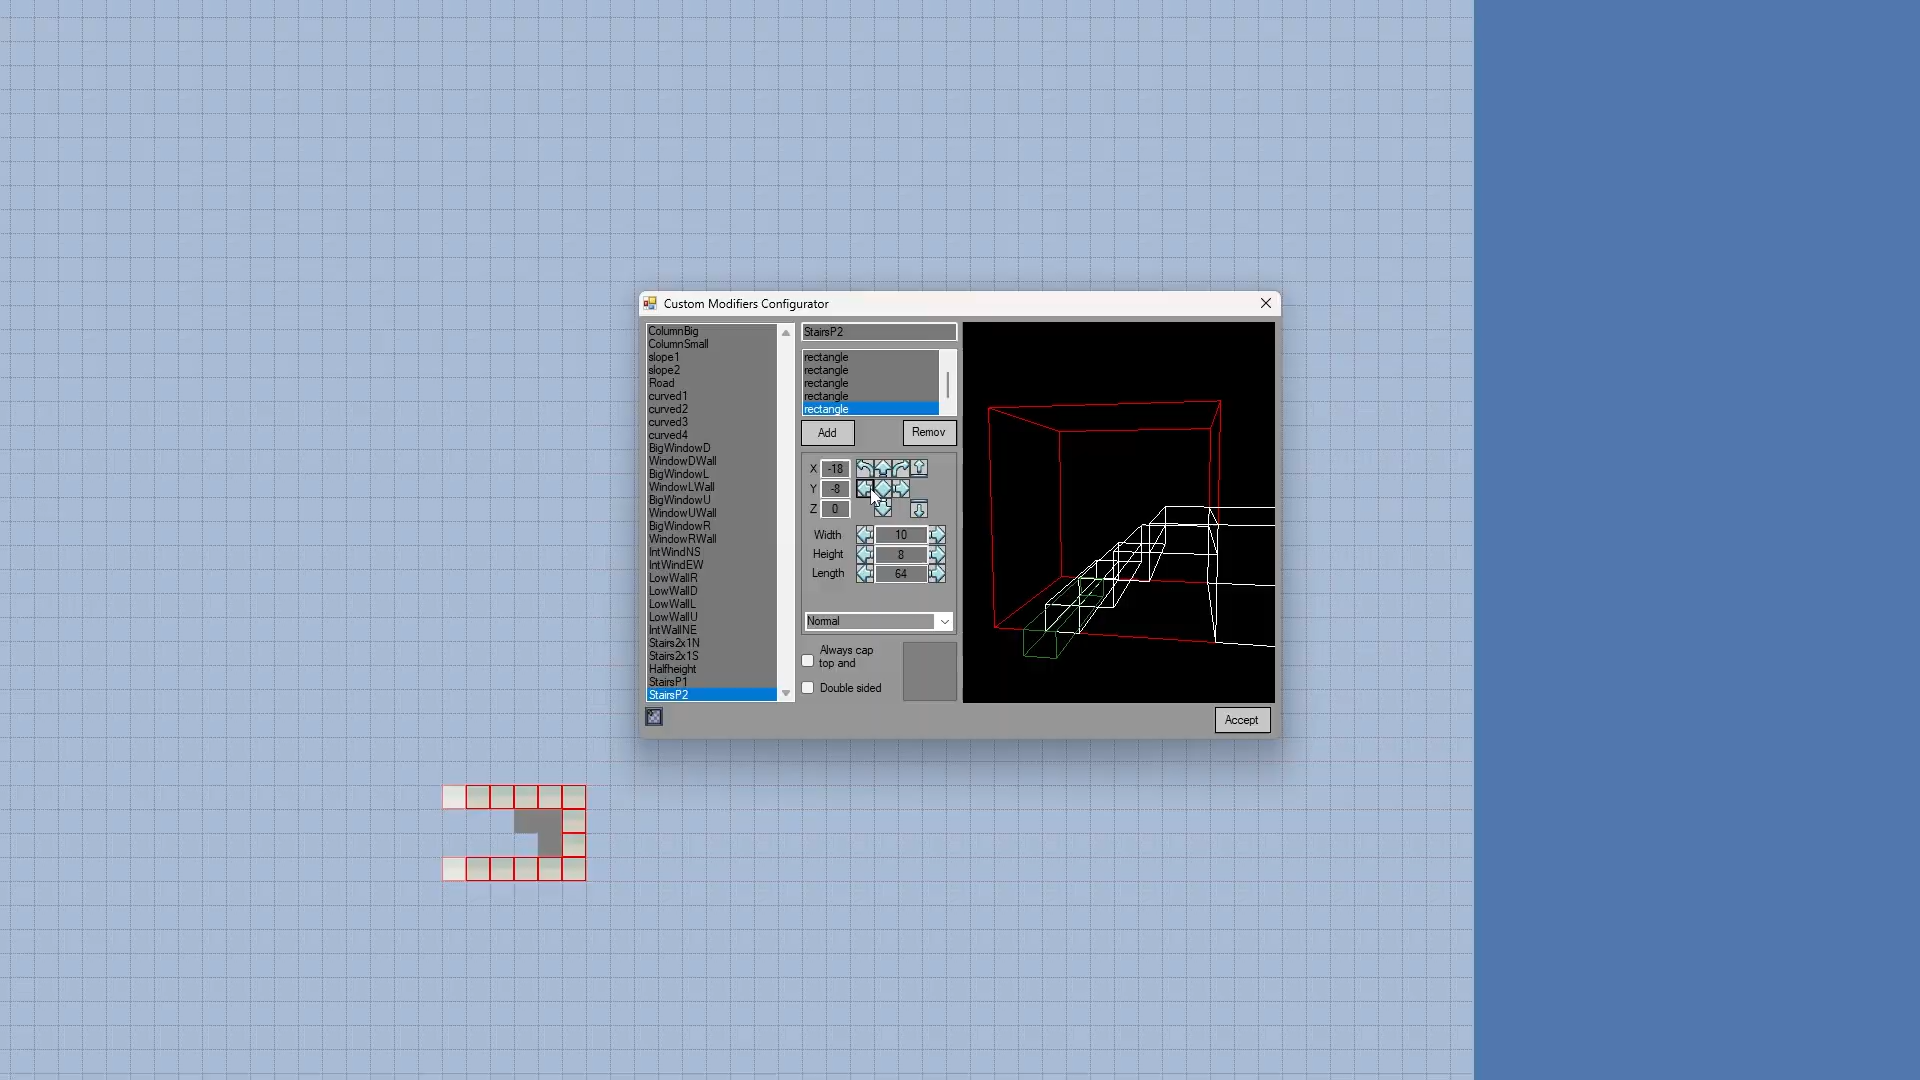 Custom Modifiers Configurator
ColumnBig
ColumnSmall
slope1
slope2
Road
curved1
curved2
curved3
curved4
BigWindowD
WindowDWall
BigWindowL
WindowLWall
BigWindowU
WindowUWall
BigWindowR
WindowRWall
IntWindNS
IntWindEW
LowWallR
LowWallD
LowWallL
LowWallU
IntWallNE
Stairs2x1N
Stairs2x1S
Halfheight
StairsP1
StairsP2
StairsP2
rectangle
rectangle
rectangle
rectangle
rectangle
Add
Remov
X -18
Y -8
Z 0
Width 10
Height 8
Length 64
Normal
Always cap
top and
Double sided
Accept